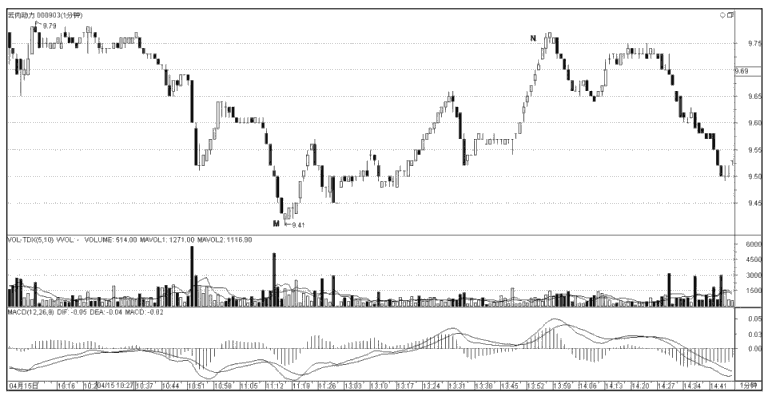 云内动力 000903(1分钟)
9.79
N
9.75
9.69
9.65
9.60
9.55
9.50
9.45
M
9.41
VOL-TDX(5,10) VVOL - VOLUME: 514.00 MAVOL1: 1271.00 MAVOL2: 1116.90
6000
4500
3000
1500
MACD(12,26,9) DIF: -0.05 DEA: -0.04 MACD: -0.02
0.05
0.03
0.00
04月15日 10:16 10:2 04/15 10:27 10:37 10:44 10:51 10:58 11:05 11:12 11:19 11:26 13:03 13:10 13:17 13:24 13:31 13:38 13:45 13:52 13:59 14:06 14:13 14:20 14:27 14:34 14:41 1分钟